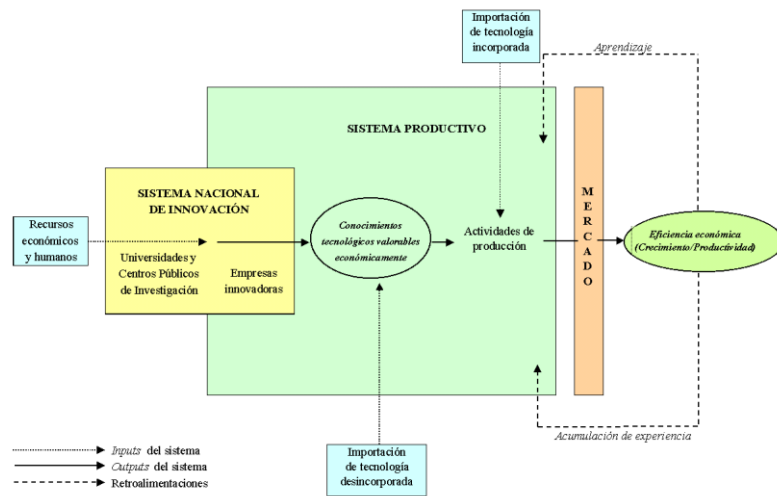 Importación
de tecnología
incorporada
Aprendizaje
SISTEMA PRODUCTIVO
SISTEMA NACIONAL
DE INNOVACIÓN
Recursos
económicos
y humanos
Universidades y
Centros Públicos
de Investigación
Empresas
innovadoras
Conocimientos
tecnológicos valorables
económicamente
Actividades de
producción
MERCADO
Eficiencia económica
(Crecimiento/Productividad)
Acumulación de experiencia
Inputs del sistema
Outputs del sistema
Retroalimentaciones
Importación
de tecnología
desincorporada